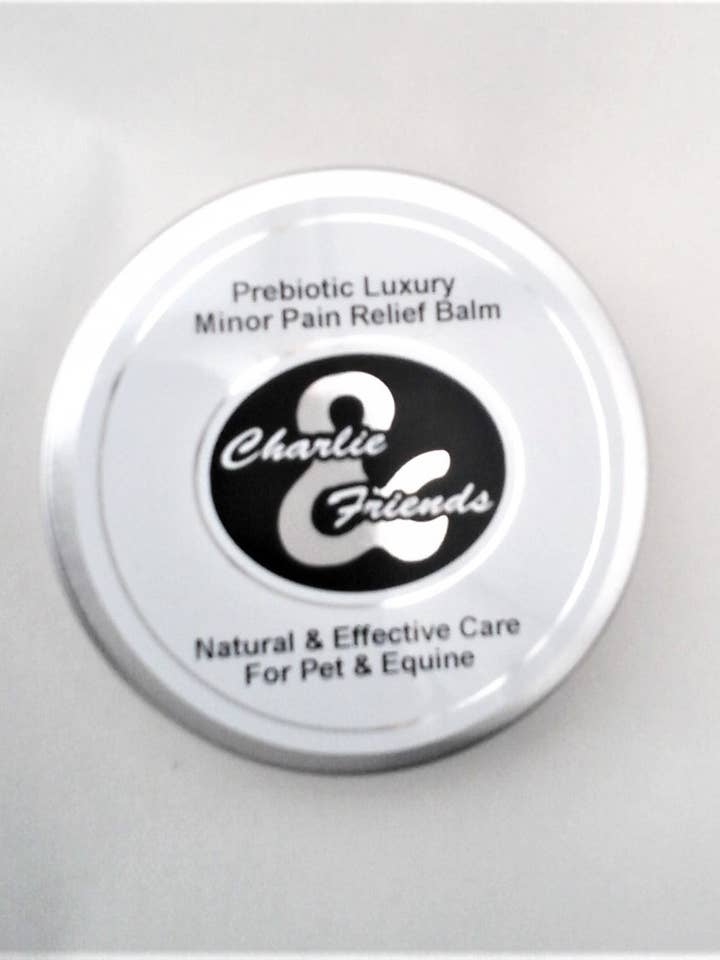 Prebiotic Luxury
Minor Pain Relief Balm
Charlie
&
Friends
Natural & Effective Care
For Pet & Equine